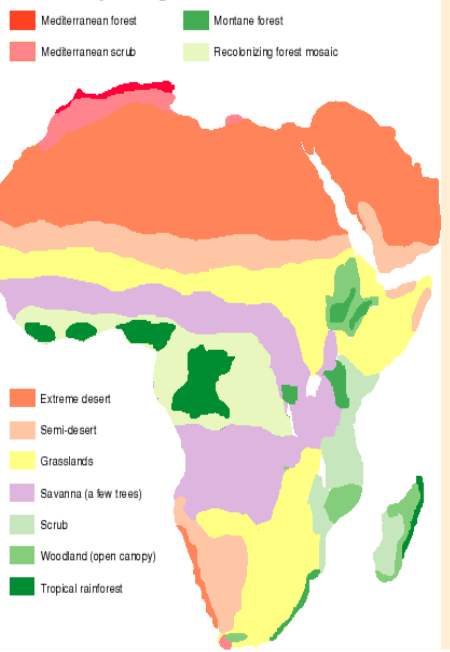 Mediterranean forest
Montane forest
Mediterranean scrub
Recolonizing forest mosaic
Extreme desert
Semi-desert
Grasslands
Savanna (a few trees)
Scrub
Woodland (open canopy)
Tropical rainforest